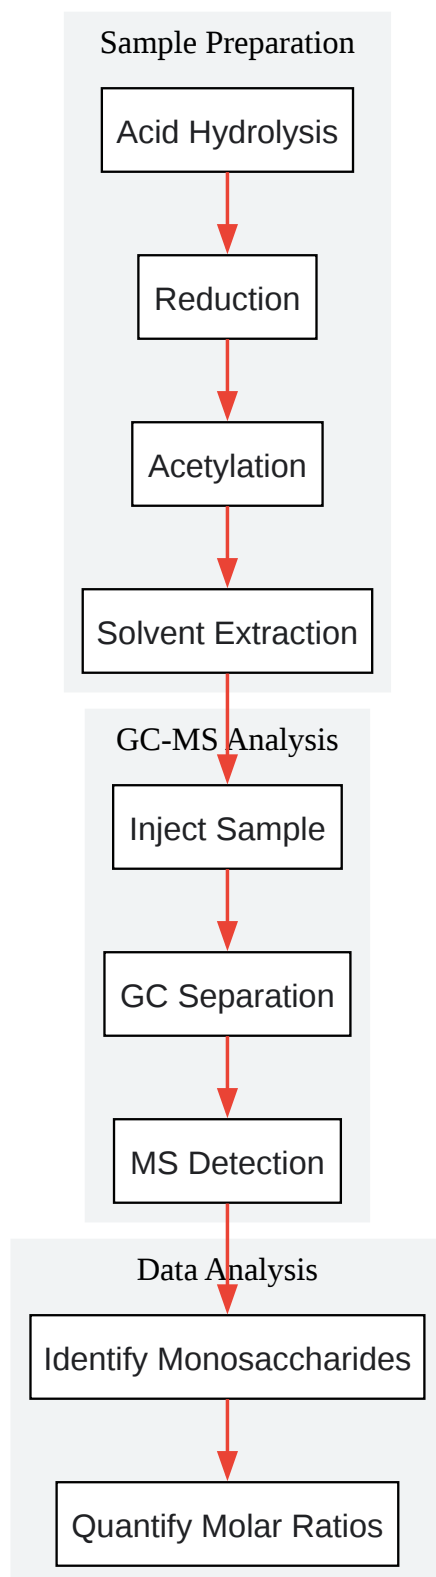 Sample Preparation
Acid Hydrolysis
Reduction
Acetylation
Solvent Extraction
GC-MS Analysis
Inject Sample
GC Separation
MS Detection
Data Analysis
Identify Monosaccharides
Quantify Molar Ratios